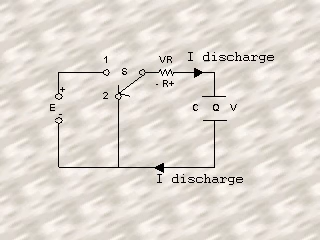 I discharge
1 S VR
- R+
+
2
E C Q V
-
I discharge